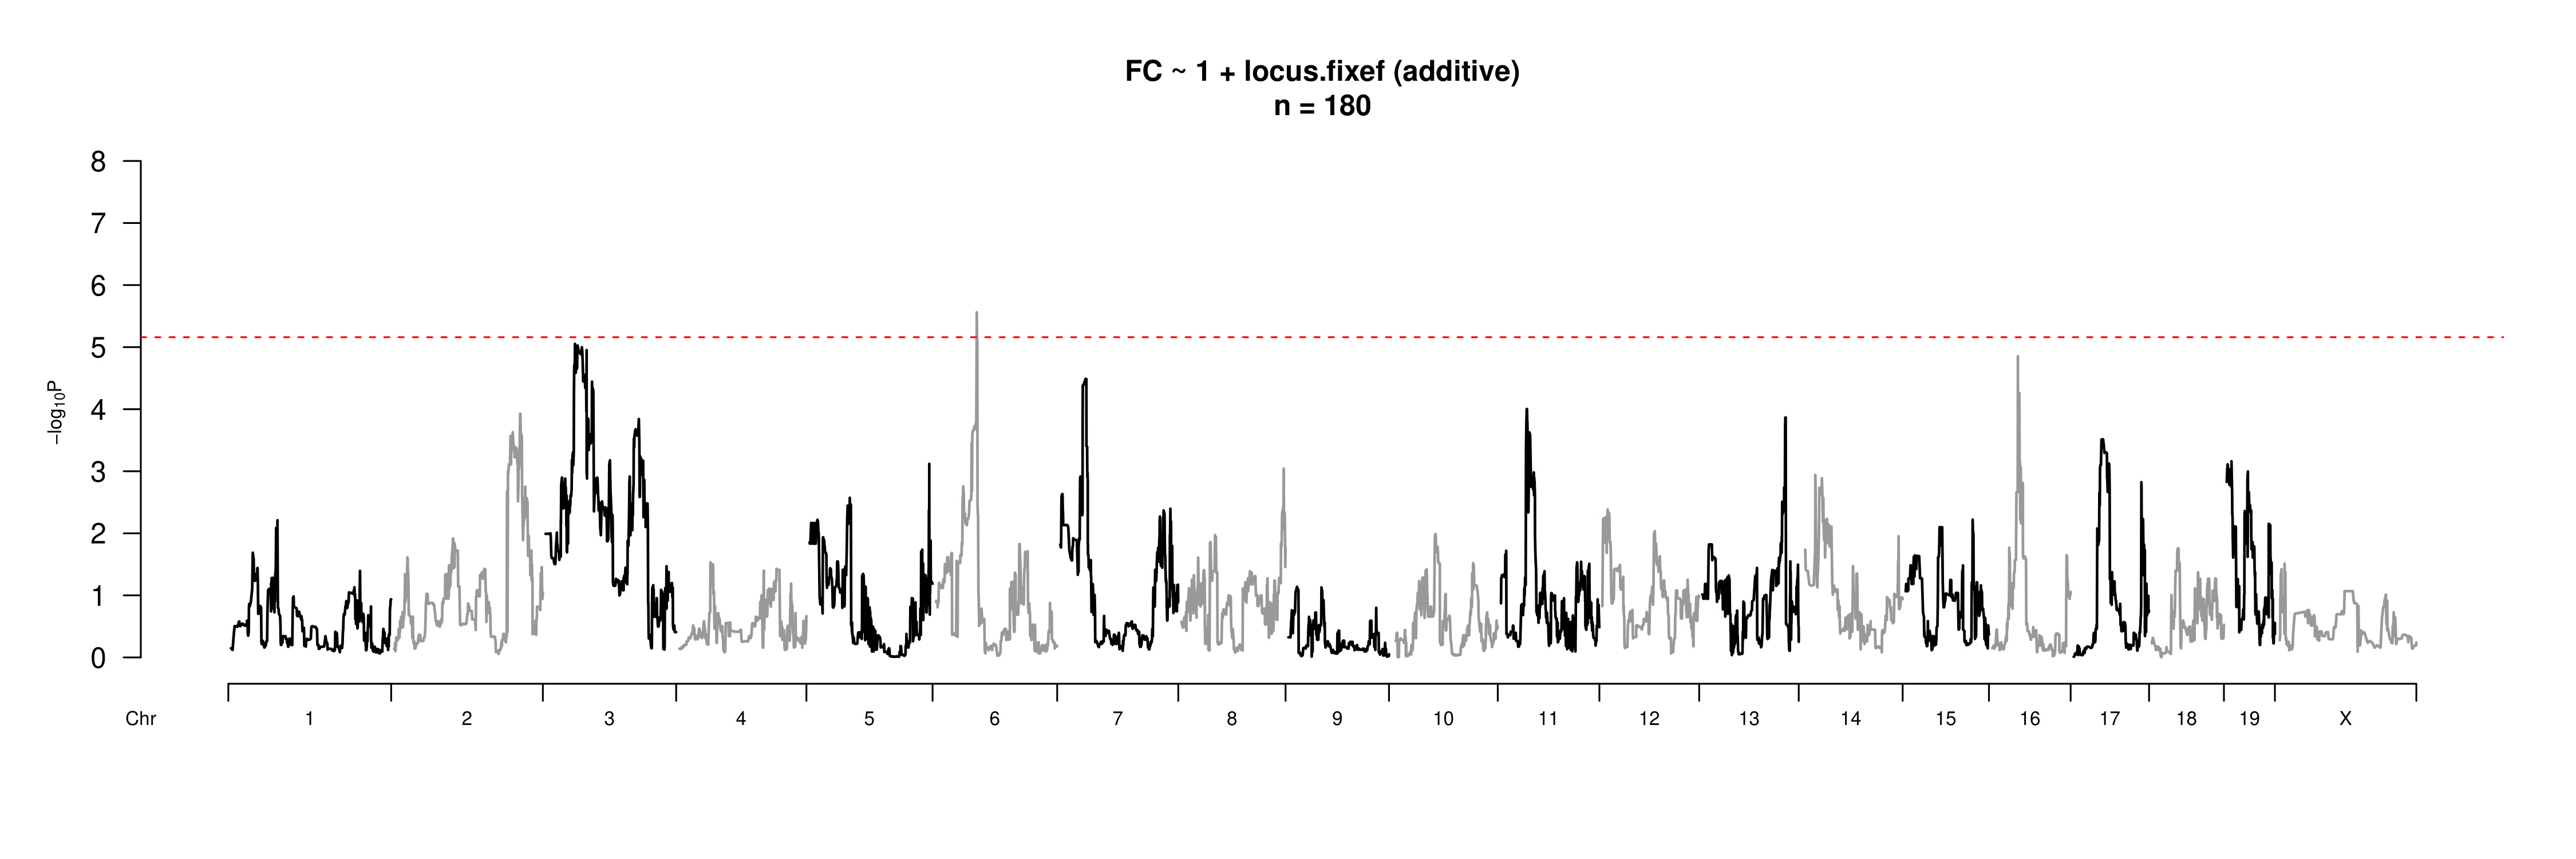 FC ~ 1 + locus.fixef (additive)
n = 180
8
7
6
5
4
3
2
1
0
−log10P
Chr 1 2 3 4 5 6 7 8 9 10 11 12 13 14 15 16 17 18 19 X